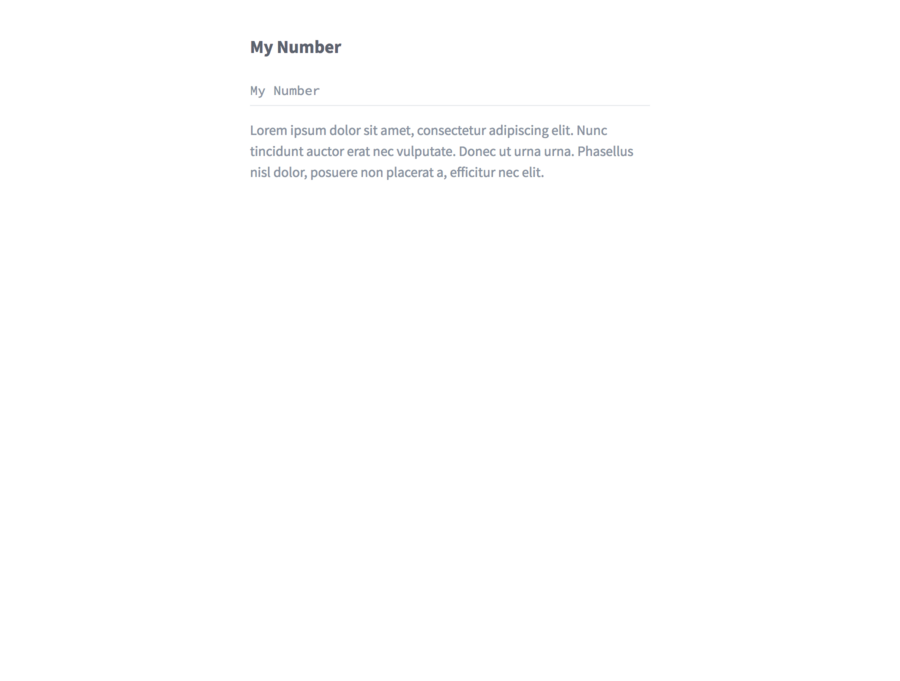 My Number
My Number
Lorem ipsum dolor sit amet, consectetur adipiscing elit. Nunc
tincidunt auctor erat nec vulputate. Donec ut urna urna. Phasellus
nisl dolor, posuere non placerat a, efficitur nec elit.